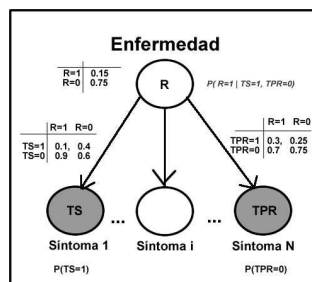 Enfermedad
R=1 0.15
R=0 0.75
R
P( R=1 | TS=1, TPR=0)
R=1 R=0
TS=1 0.1, 0.4
TS=0 0.9 0.6
R=1 R=0
TPR=1 0.3, 0.25
TPR=0 0.7 0.75
TS ... ... TPR
Sintoma 1 Sintoma i Sintoma N
P(TS=1) P(TPR=0)